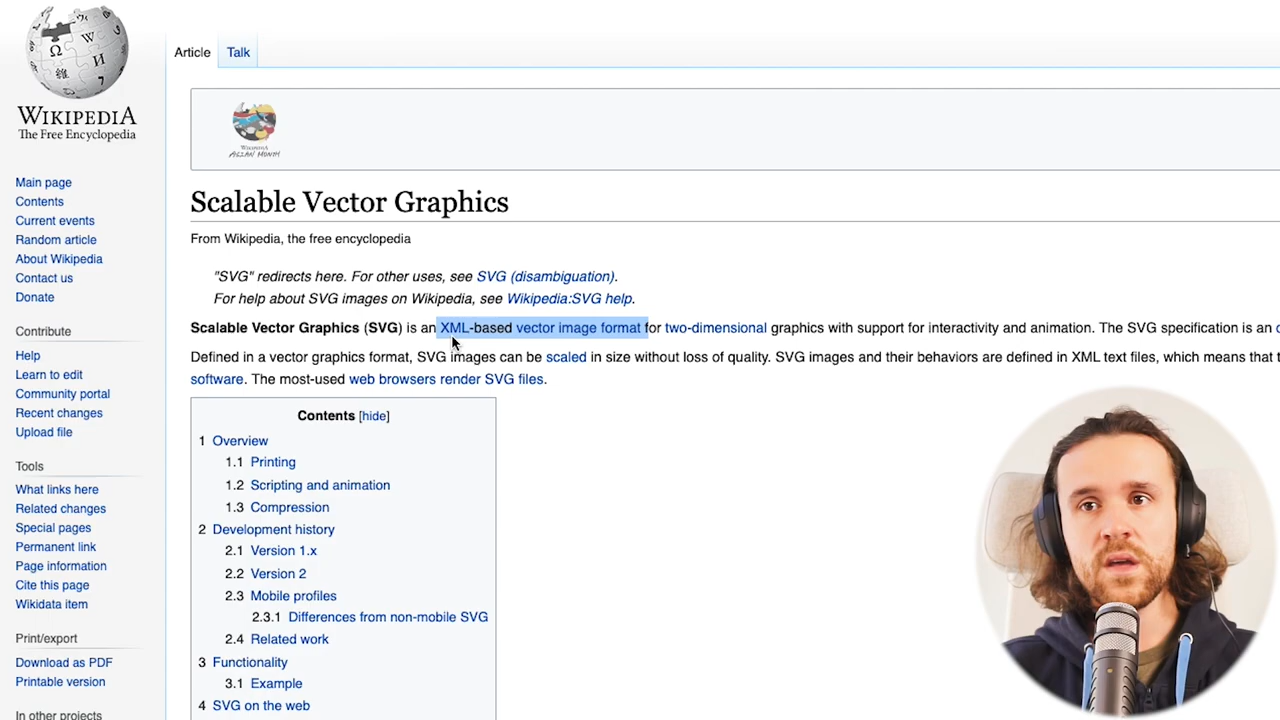 WIKIPEDIA
The Free Encyclopedia
Main page
Contents
Current events
Random article
About Wikipedia
Contact us
Donate
Contribute
Help
Learn to edit
Community portal
Recent changes
Upload file
Tools
What links here
Related changes
Special pages
Permanent link
Page information
Cite this page
Wikidata item
Print/export
Download as PDF
Printable version
In other projects
Article Talk
WIKIPEDIA
ASIAN MONTH
Scalable Vector Graphics
From Wikipedia, the free encyclopedia
"SVG" redirects here. For other uses, see SVG (disambiguation).
For help about SVG images on Wikipedia, see Wikipedia:SVG help.
Scalable Vector Graphics (SVG) is an XML-based vector image format for two-dimensional graphics with support for interactivity and animation. The SVG specification is an
Defined in a vector graphics format, SVG images can be scaled in size without loss of quality. SVG images and their behaviors are defined in XML text files, which means that
software. The most-used web browsers render SVG files.
Contents [hide]
1 Overview
1.1 Printing
1.2 Scripting and animation
1.3 Compression
2 Development history
2.1 Version 1.x
2.2 Version 2
2.3 Mobile profiles
2.3.1 Differences from non-mobile SVG
2.4 Related work
3 Functionality
3.1 Example
4 SVG on the web